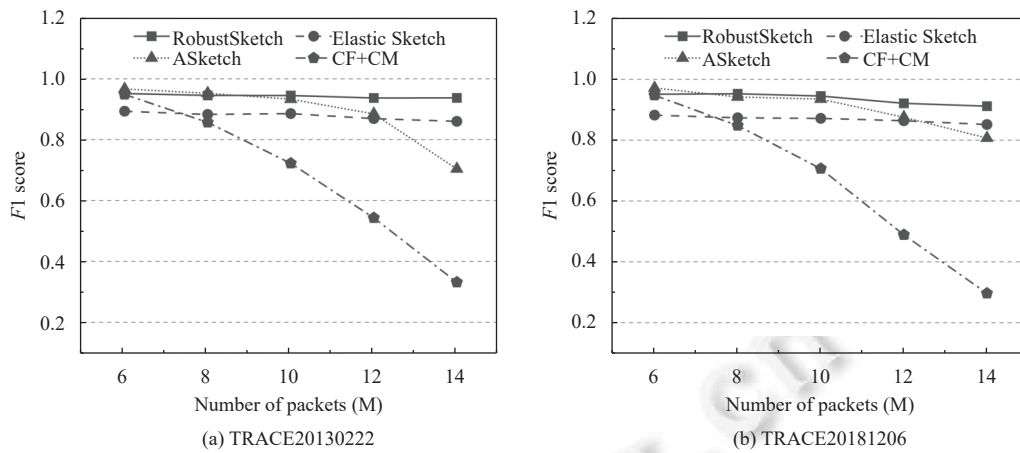 1.2
RobustSketch
Elastic Sketch
ASketch
CF+CM
1.0
0.8
0.6
0.4
0.2
F1 score
6 8 10 12 14
Number of packets (M)
(a) TRACE20130222
1.2
RobustSketch
Elastic Sketch
ASketch
CF+CM
1.0
0.8
0.6
0.4
0.2
F1 score
6 8 10 12 14
Number of packets (M)
(b) TRACE20181206